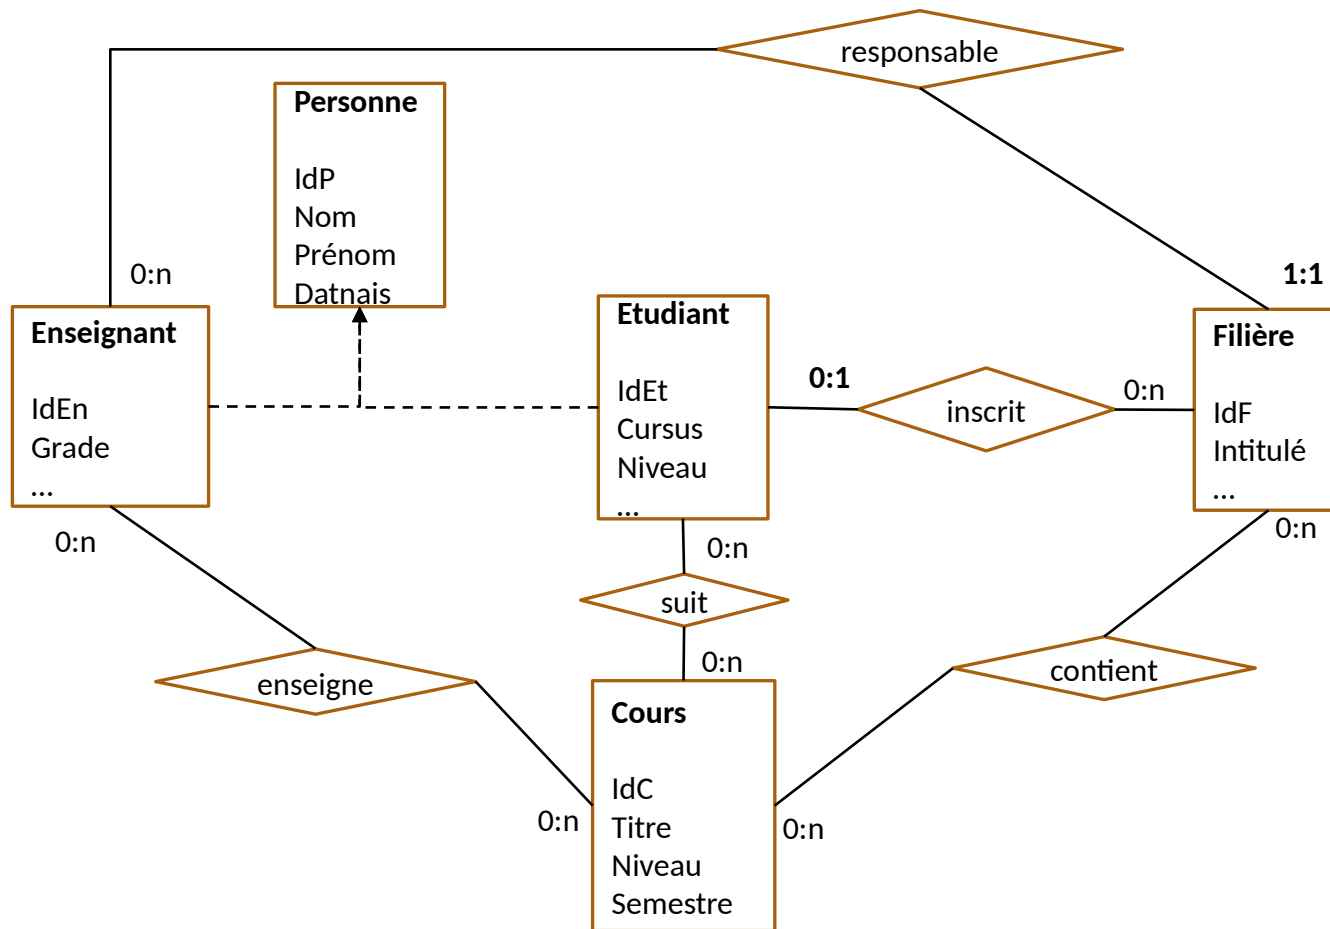 responsable
Personne
IdP
Nom
Prénom
Datnais
0:n
1:1
Enseignant
IdEn
Grade
...
Etudiant
IdEt
Cursus
Niveau
...
0:1
inscrit
0:n
Filière
IdF
Intitulé
...
0:n
0:n
0:n
suit
0:n
enseigne
contient
Cours
IdC
Titre
Niveau
Semestre
0:n
0:n